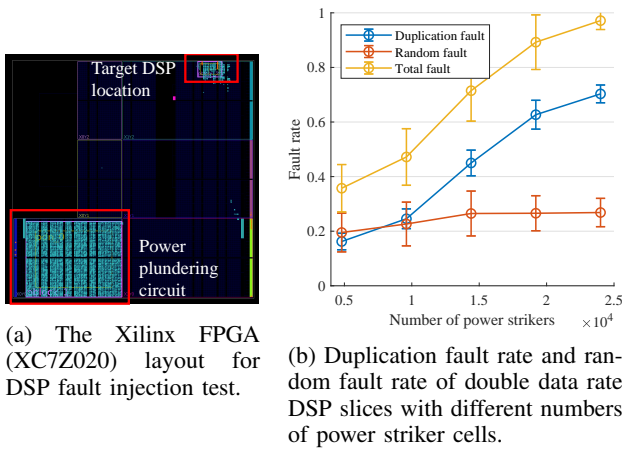 Target DSP
location
Power
plundering
circuit
(a) The Xilinx FPGA
(XC7Z020) layout for
DSP fault injection test.
Duplication fault
Random fault
Total fault
Fault rate
1
0.8
0.6
0.4
0.2
0
0.5
1
1.5
2
2.5
Number of power strikers
×10⁴
(b) Duplication fault rate and ran-
dom fault rate of double data rate
DSP slices with different numbers
of power striker cells.